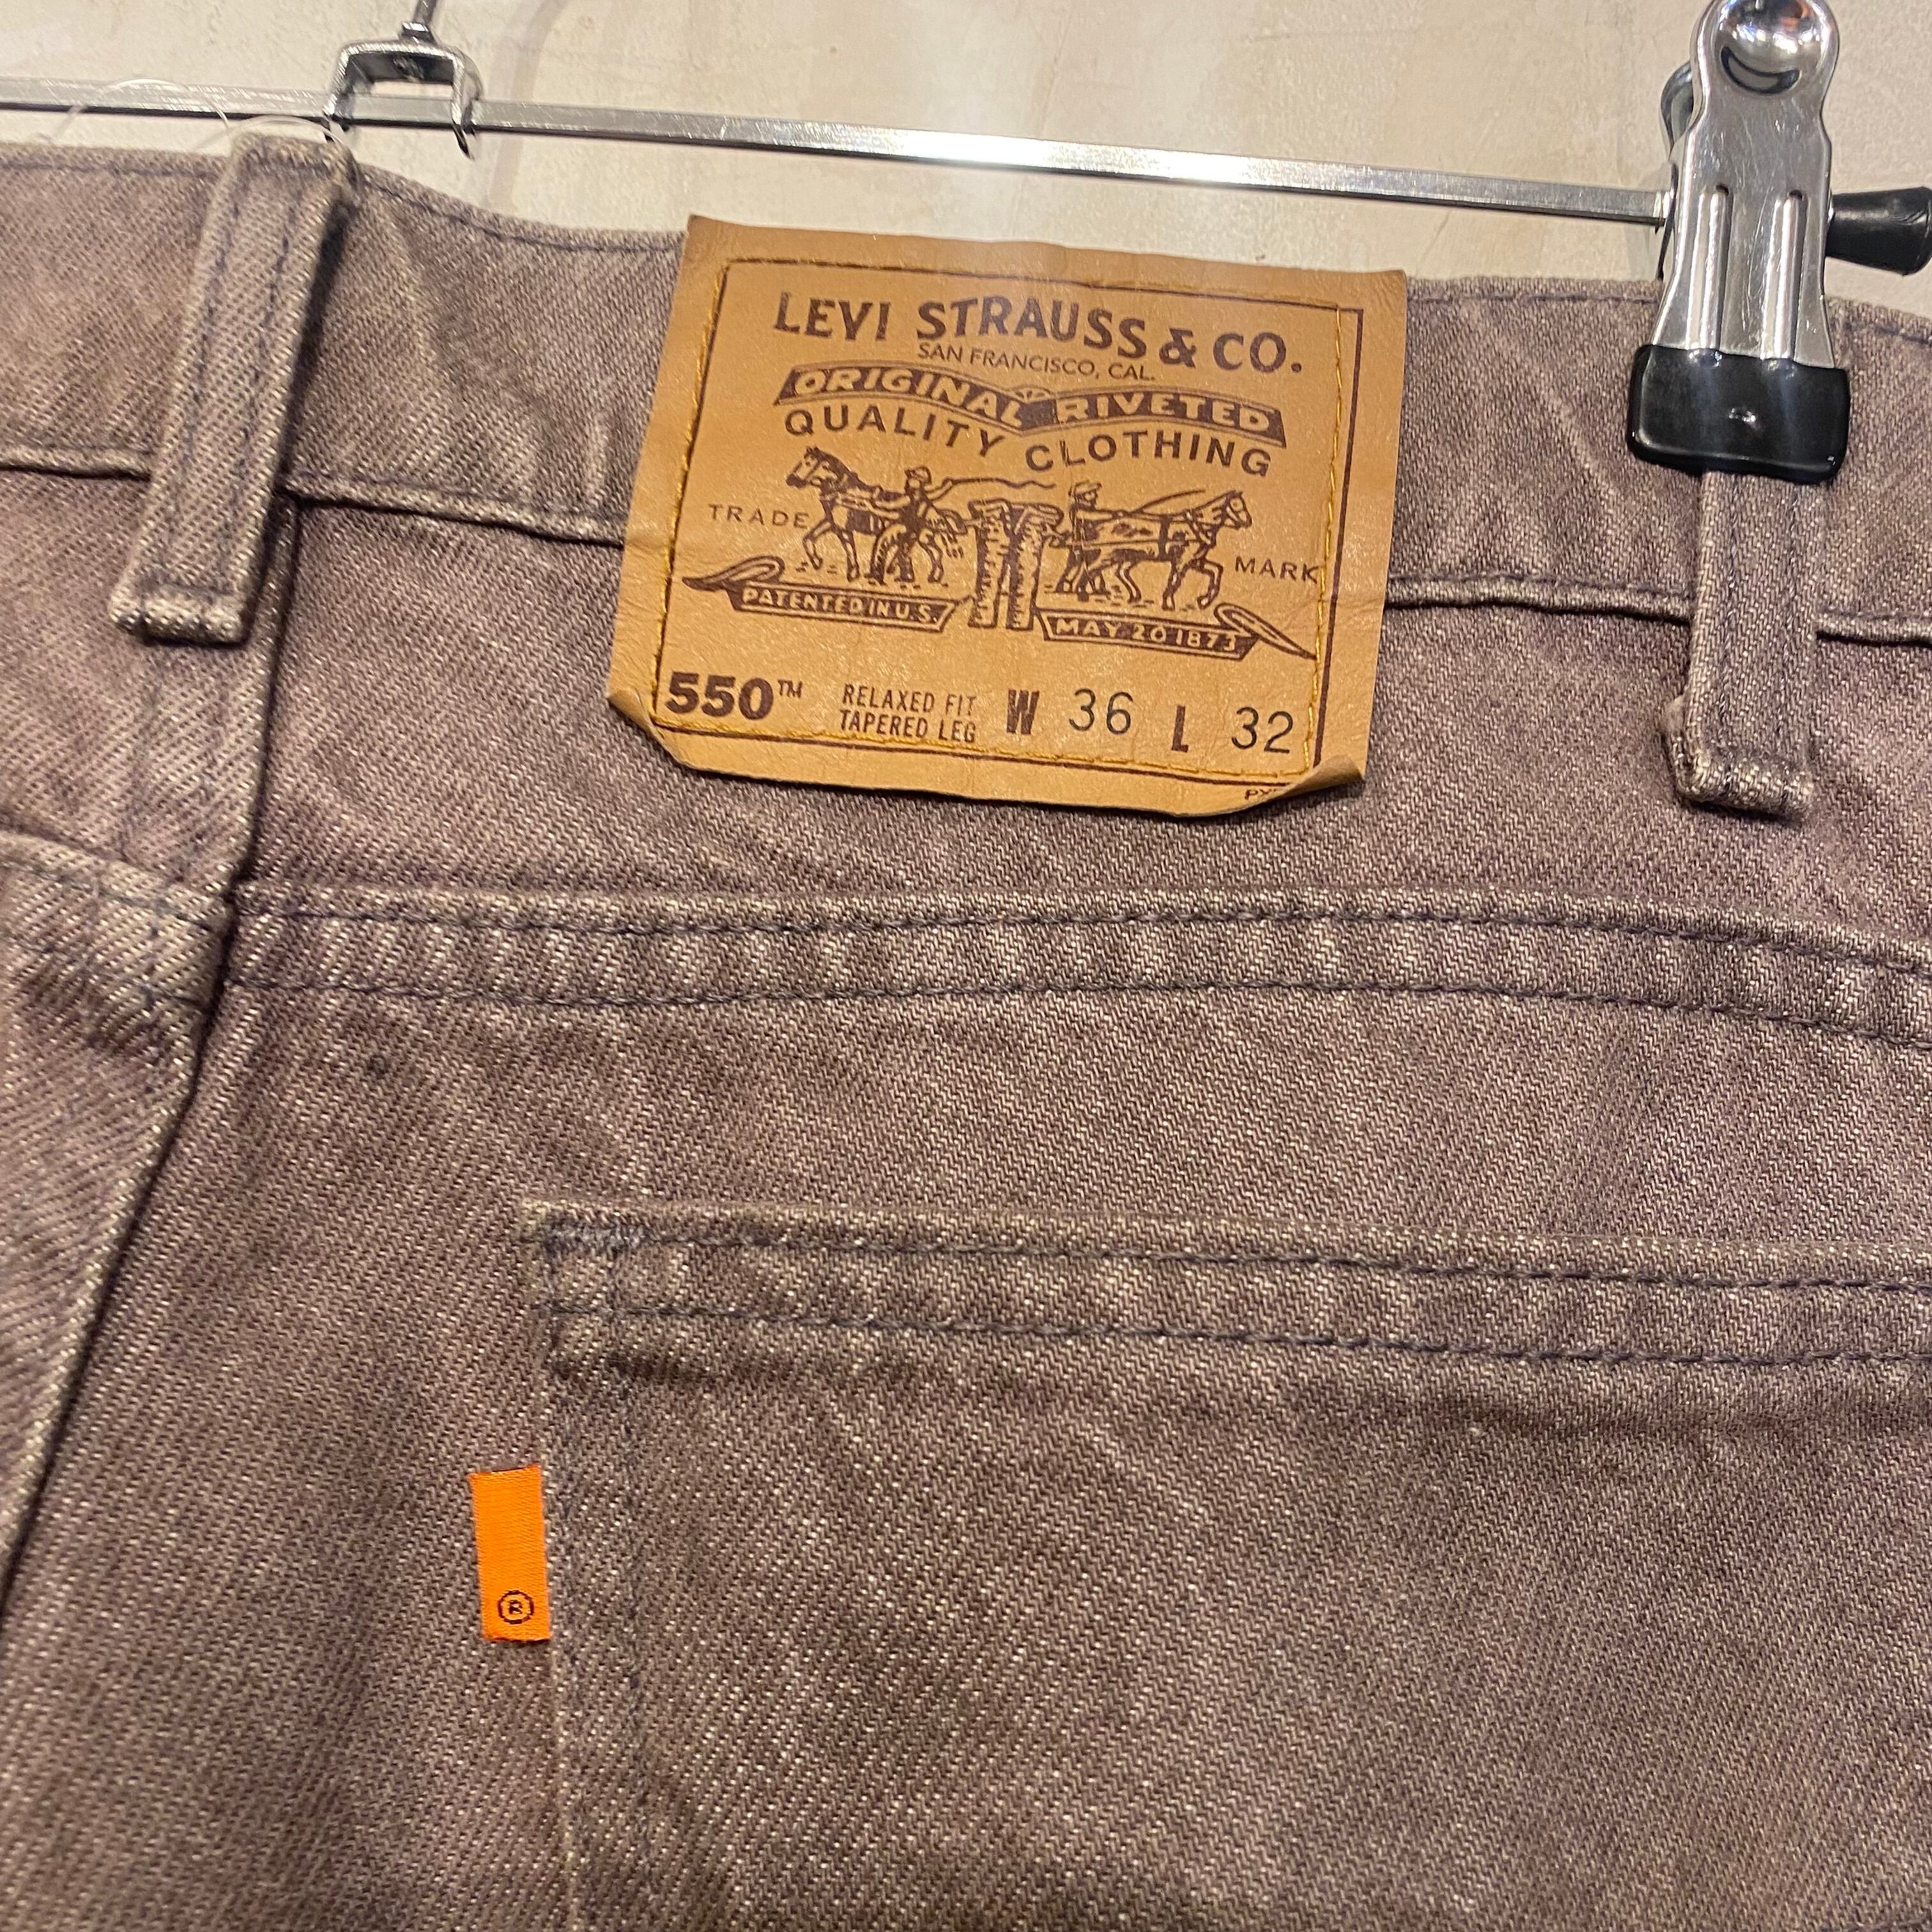 LEVI STRAUSS & CO.
SAN FRANCISCO, CAL.
ORIGINAL RIVETED
QUALITY CLOTHING
TRADE MARK
PATENTED IN U.S. MAY 20 1873
550™ RELAXED FIT W 36 L 32
TAPERED LEG
®